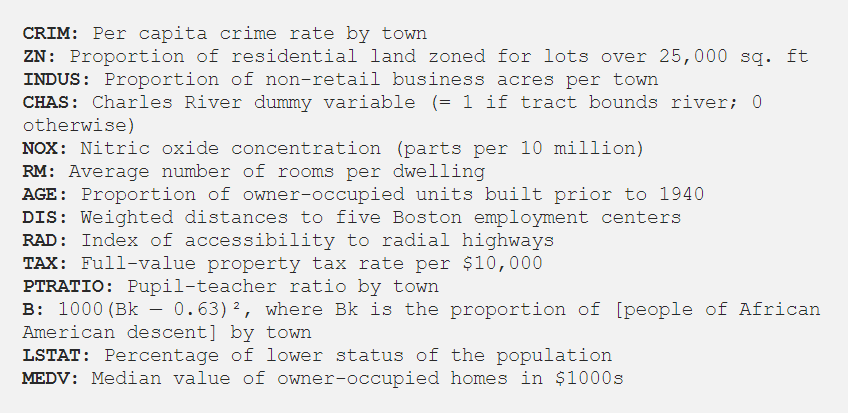 CRIM: Per capita crime rate by town
ZN: Proportion of residential land zoned for lots over 25,000 sq. ft
INDUS: Proportion of non-retail business acres per town
CHAS: Charles River dummy variable (= 1 if tract bounds river; 0
otherwise)
NOX: Nitric oxide concentration (parts per 10 million)
RM: Average number of rooms per dwelling
AGE: Proportion of owner-occupied units built prior to 1940
DIS: Weighted distances to five Boston employment centers
RAD: Index of accessibility to radial highways
TAX: Full-value property tax rate per $10,000
PTRATIO: Pupil-teacher ratio by town
B: 1000(Bk — 0.63)², where Bk is the proportion of [people of African
American descent] by town
LSTAT: Percentage of lower status of the population
MEDV: Median value of owner-occupied homes in $1000s